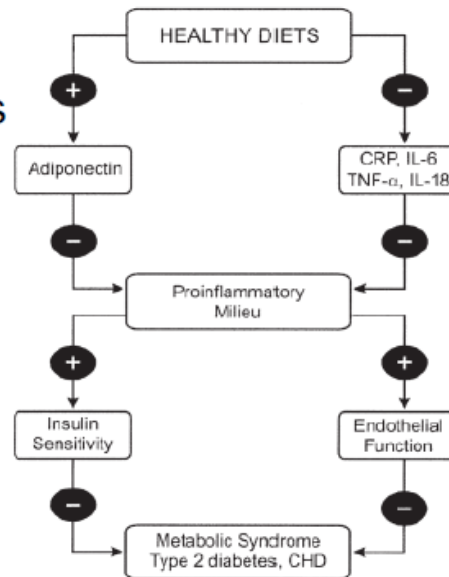 HEALTHY DIETS
+
−
s
Adiponectin
CRP, IL-6
TNF-α, IL-18
−
−
Proinflammatory
Milieu
+
+
Insulin
Sensitivity
Endothelial
Function
−
−
Metabolic Syndrome
Type 2 diabetes, CHD